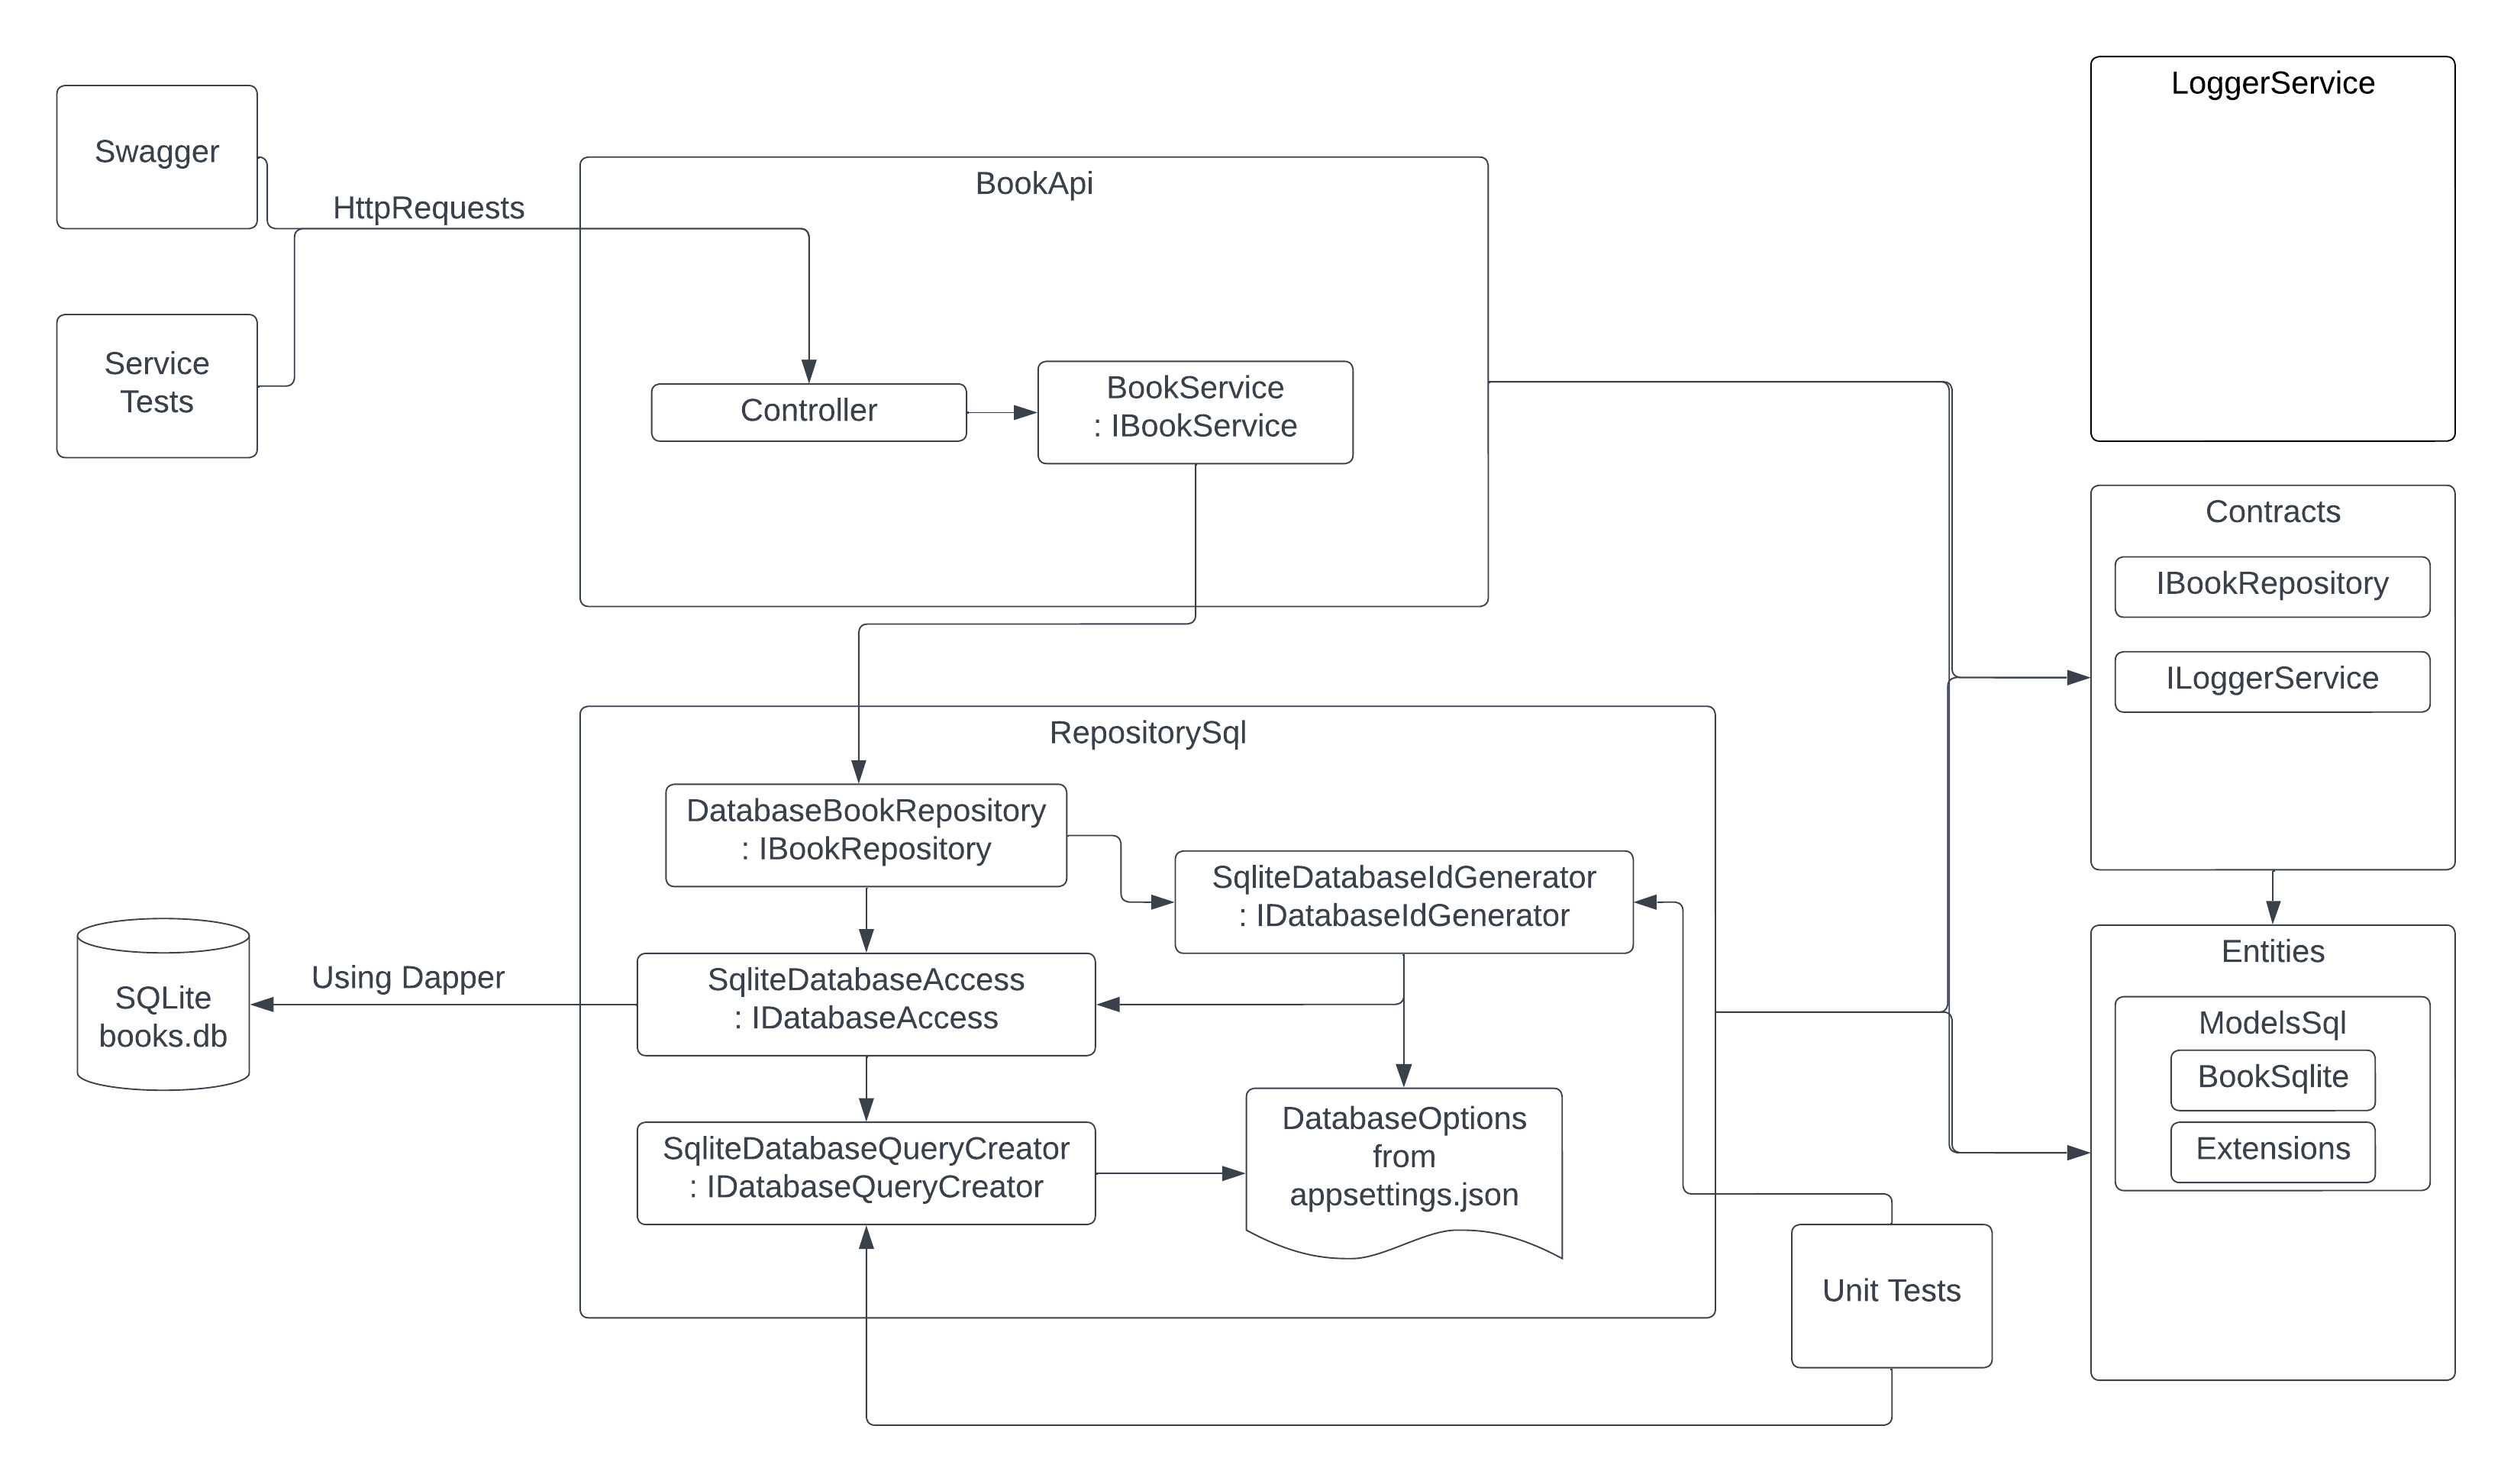 Swagger
HttpRequests
Service
Tests
BookApi
Controller
BookService
: IBookService
LoggerService
Contracts
IBookRepository
ILoggerService
RepositorySql
DatabaseBookRepository
: IBookRepository
SqliteDatabaseIdGenerator
: IDatabaseIdGenerator
SqliteDatabaseAccess
: IDatabaseAccess
Using Dapper
SQLite
books.db
SqliteDatabaseQueryCreator
: IDatabaseQueryCreator
DatabaseOptions
from
appsettings.json
Entities
ModelsSql
BookSqlite
Extensions
Unit Tests